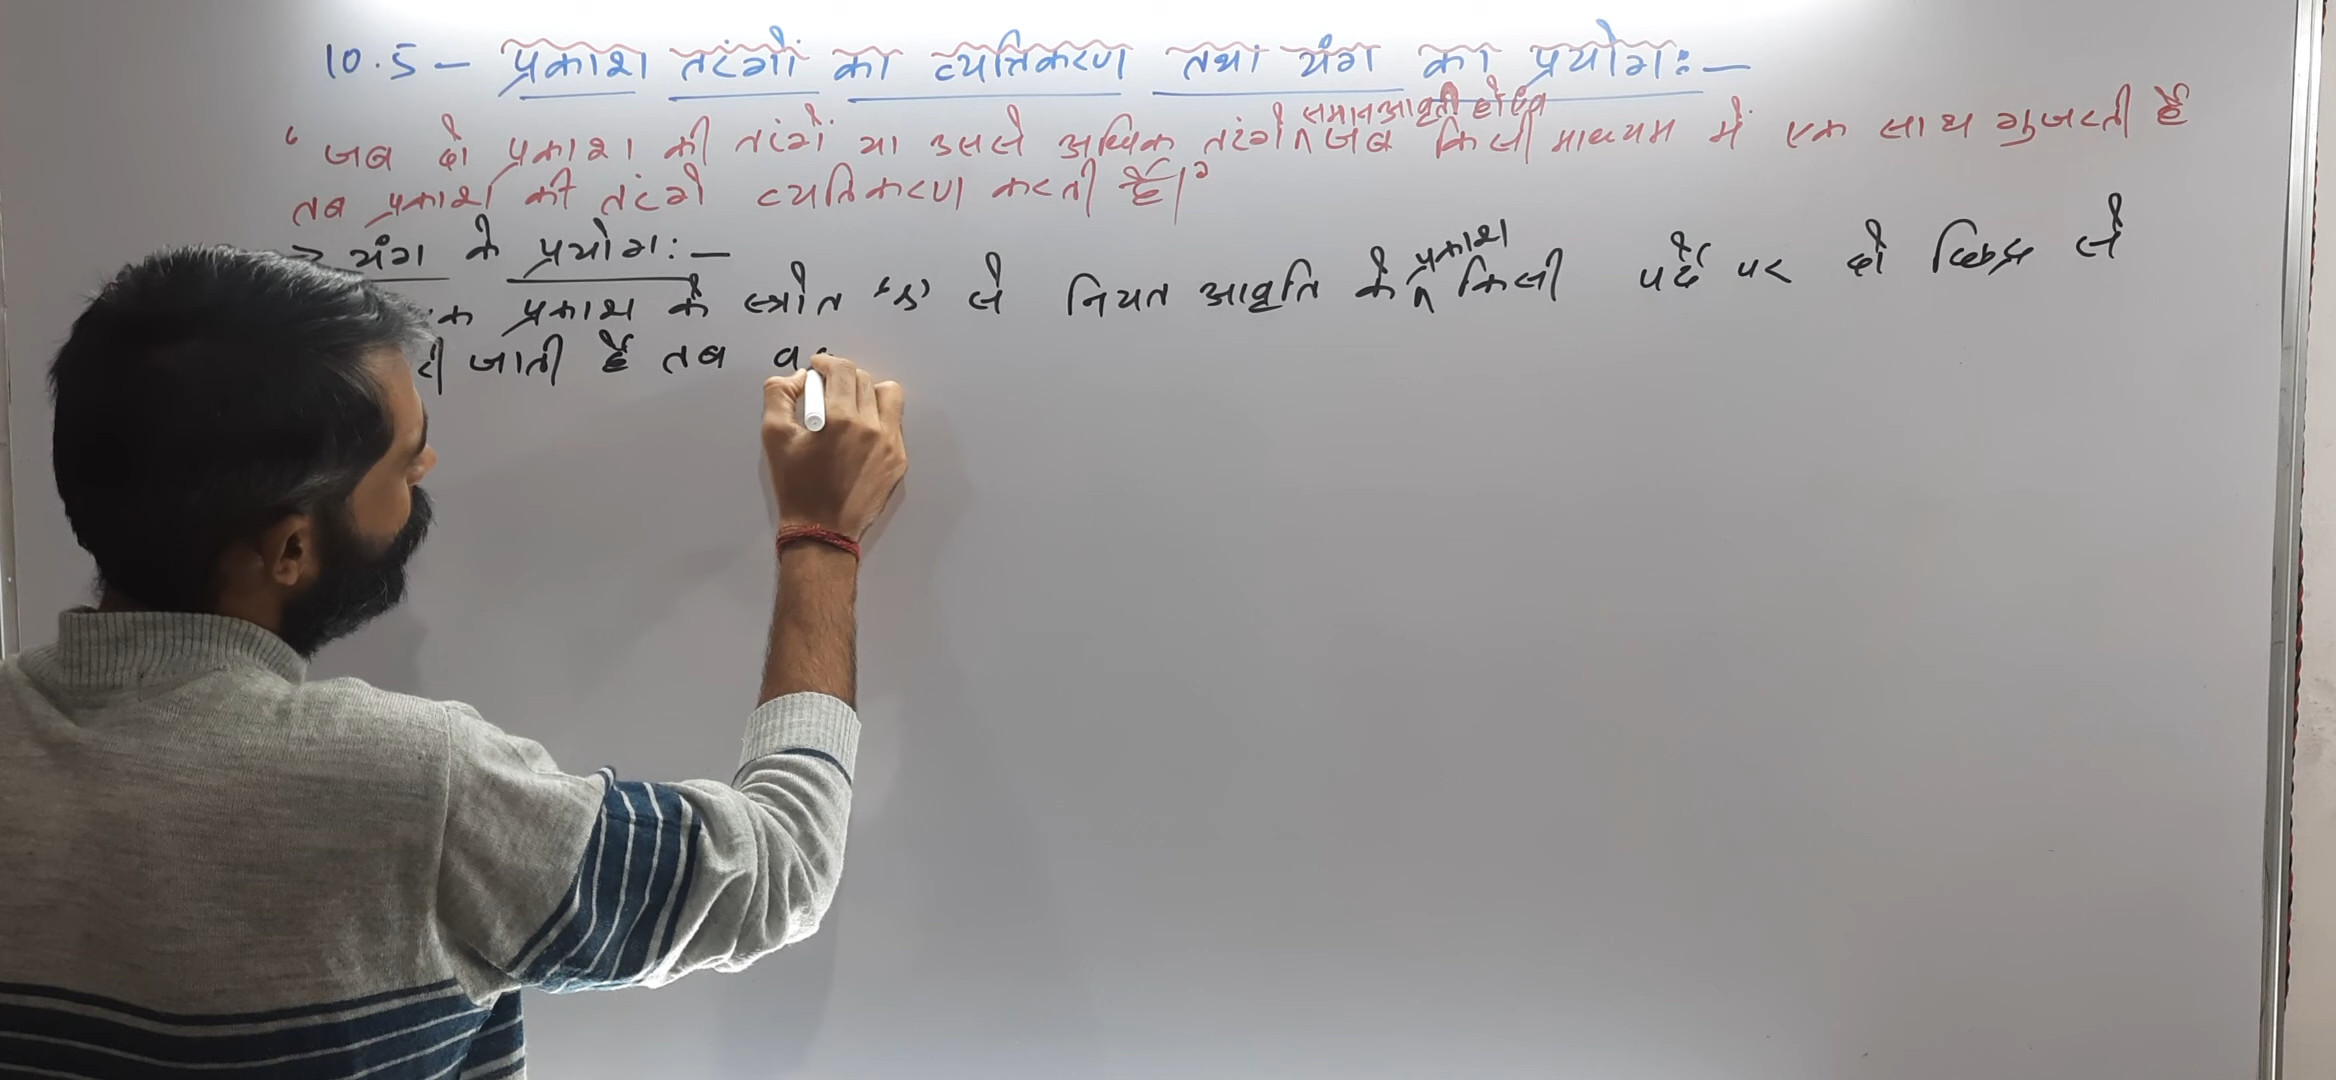 10.5 – प्रकाश तरंगों का व्यतिकरण तथा यंग का प्रयोग:—
समान आवृती हो एवं
“ जब दो प्रकाश की तरंगों या उससे अधिक तरंगे ∧ जब किसी माध्यम में एक साथ गुजरती हैं
तब प्रकाश की तरंगे व्यतिकरण करती हैं।”
→ यंग के प्रयोग:—
प्रकाश
प्रकाश के स्त्रोत ‘S’ से नियत आवृति के ∧ किसी पर्दे पर दो छिद्र से
जाती हैं तब